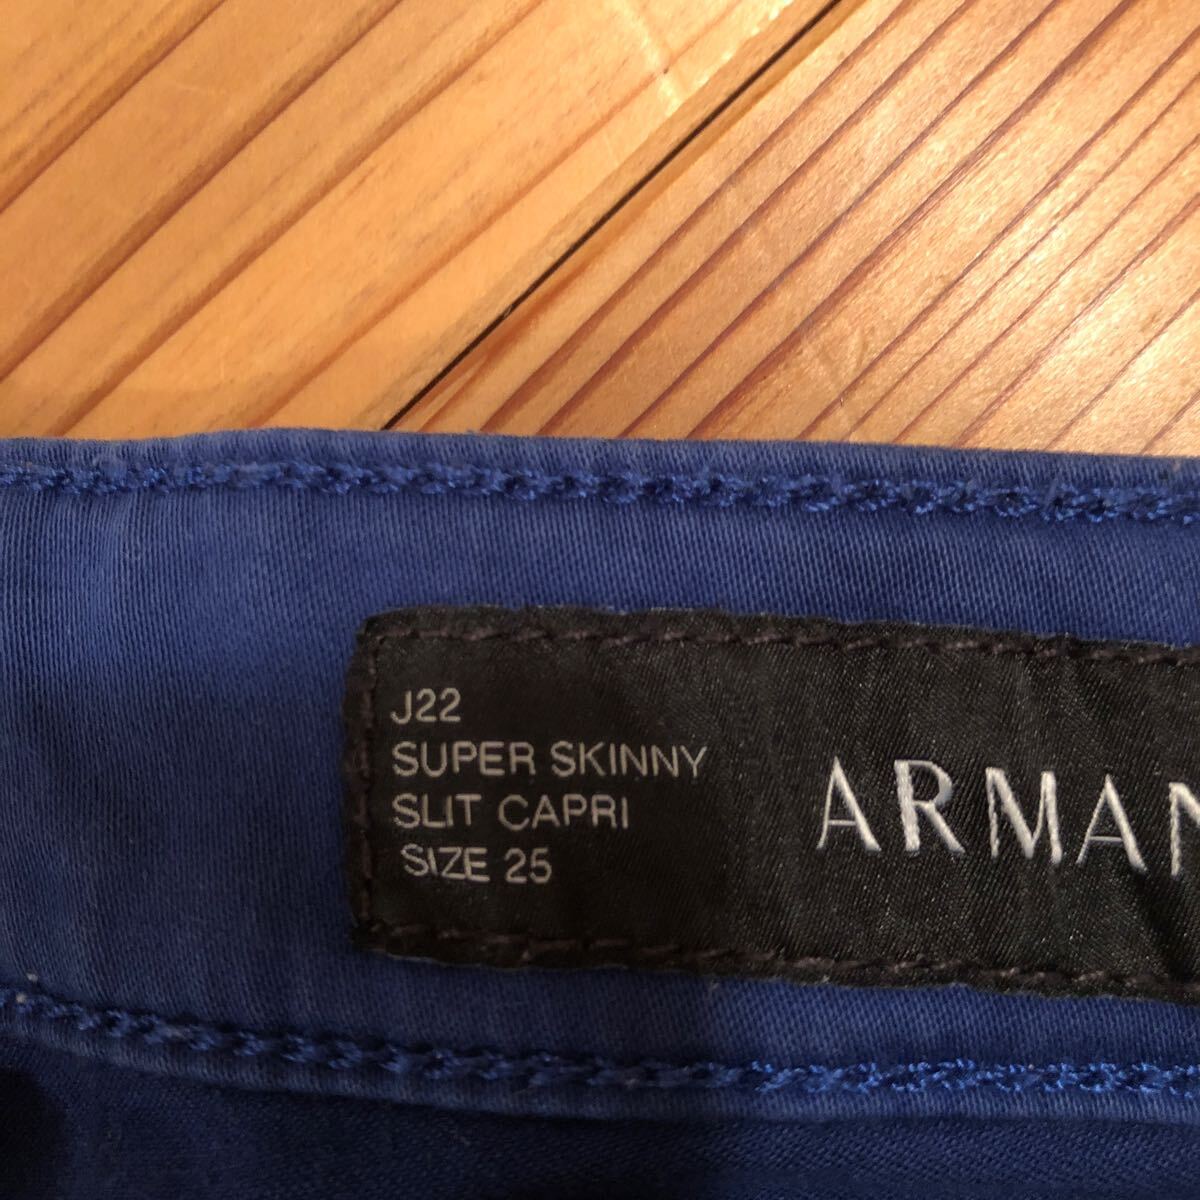 J22
SUPER SKINNY
SLIT CAPRI
SIZE 25
ARMAN